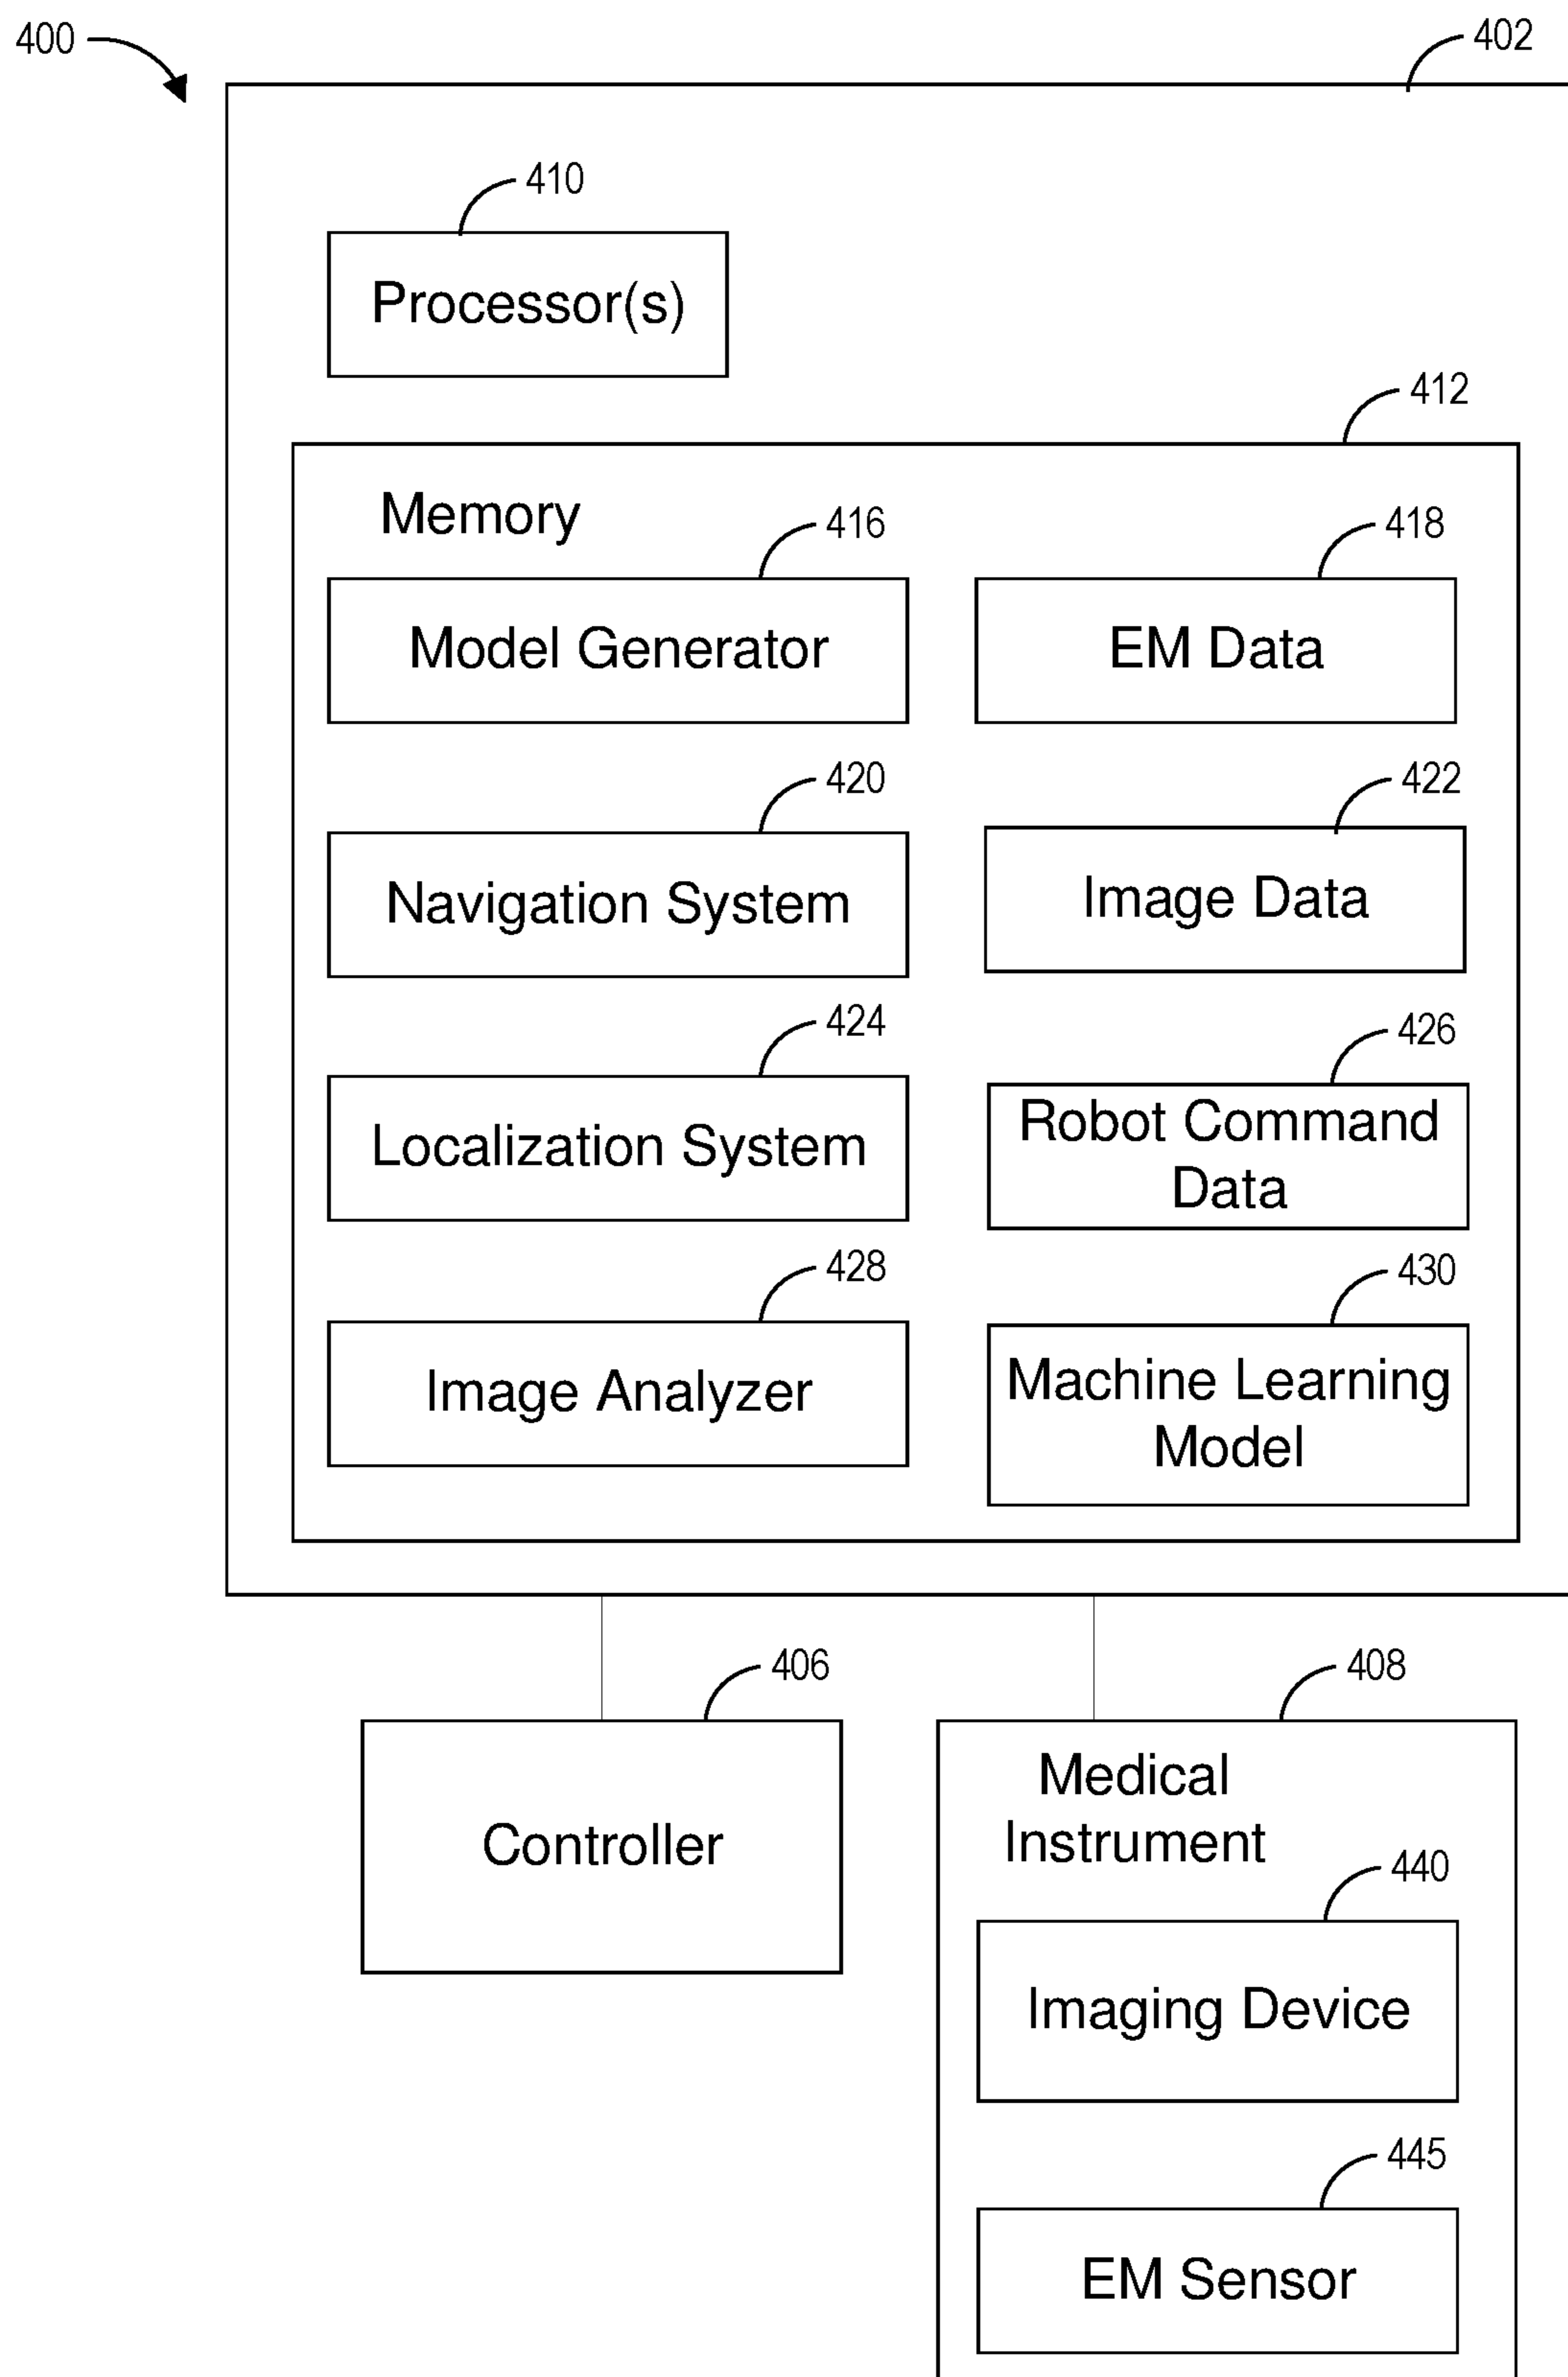 400
402
410
Processor(s)
412
Memory
416
418
Model Generator
EM Data
420
422
Navigation System
Image Data
424
426
Localization System
Robot Command
Data
428
430
Image Analyzer
Machine Learning
Model
406
408
Controller
Medical
Instrument
440
Imaging Device
445
EM Sensor